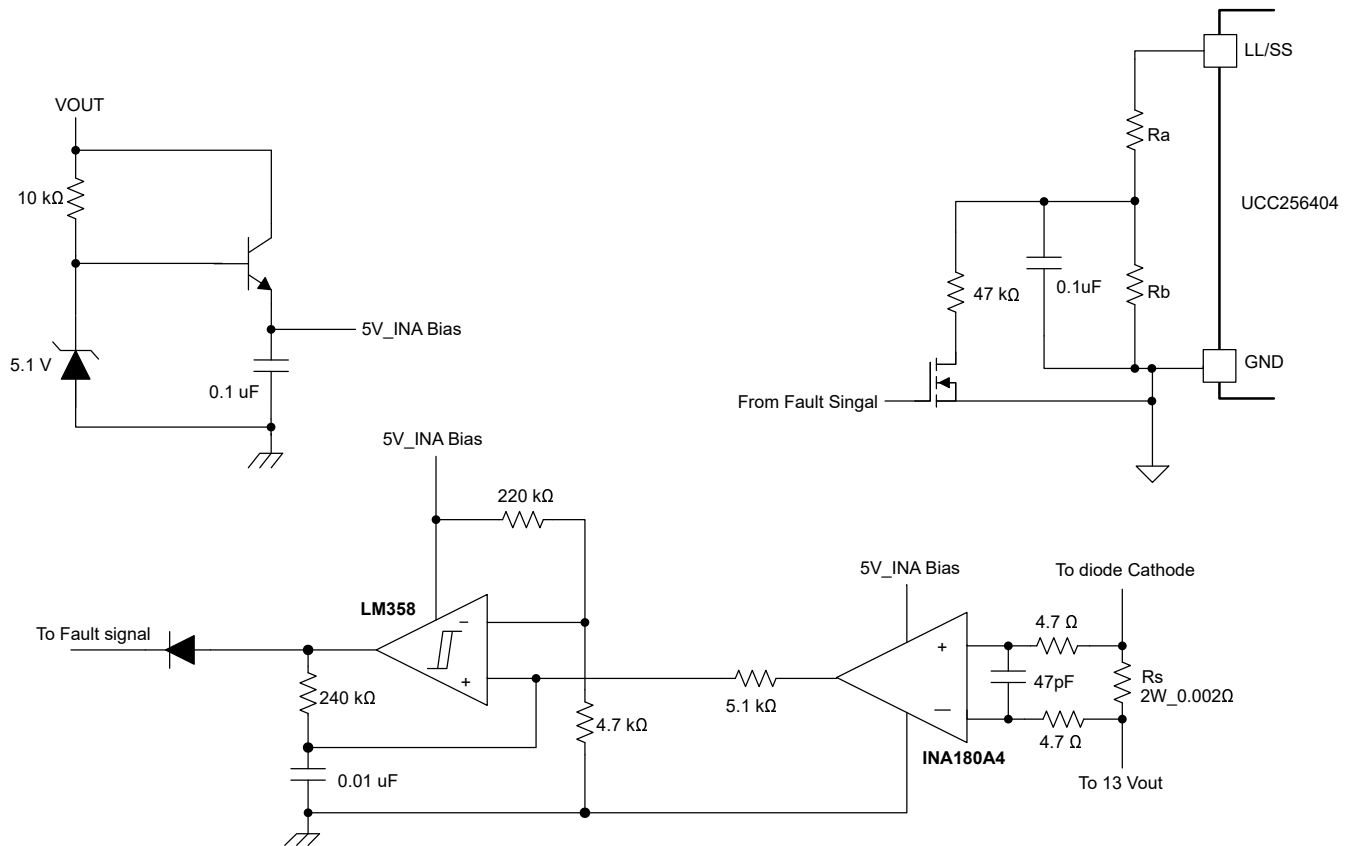 VOUT
10 kΩ
5.1 V
5V_INA Bias
0.1 uF
LL/SS
Ra
UCC256404
47 kΩ
0.1uF
Rb
GND
From Fault Singal
5V_INA Bias
220 kΩ
LM358
To Fault signal
−
+
240 kΩ
0.01 uF
4.7 kΩ
5.1 kΩ
5V_INA Bias
To diode Cathode
4.7 Ω
+
47pF
Rs
2W_0.002Ω
—
4.7 Ω
INA180A4
To 13 Vout